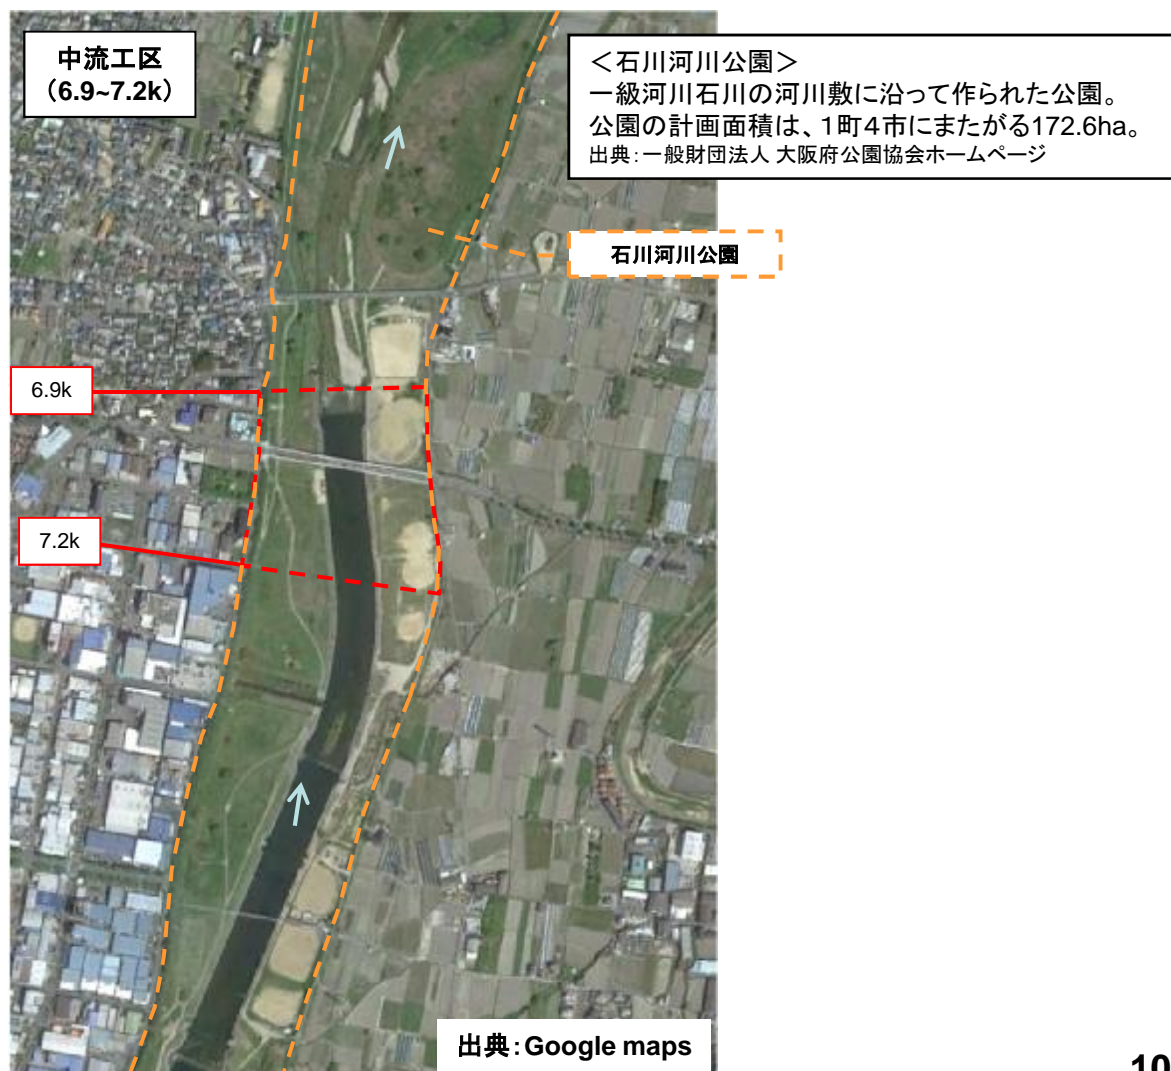 中流工区
（6.9~7.2k）
＜石川河川公園＞
一級河川石川の河川敷に沿って作られた公園。
公園の計画面積は、1町4市にまたがる172.6ha。
出典：一般財団法人 大阪府公園協会ホームページ
石川河川公園
6.9k
7.2k
出典：Google maps
10